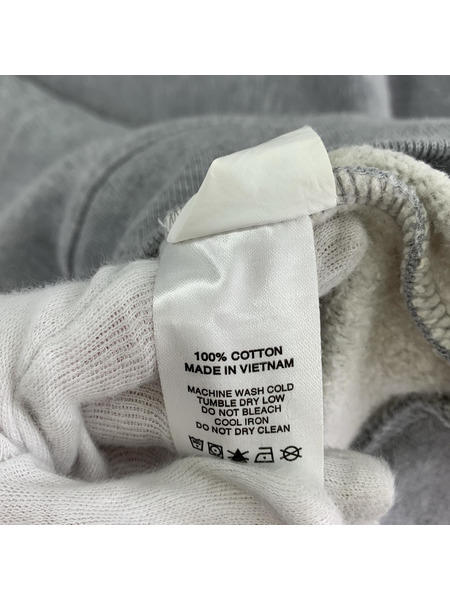 100% COTTON
MADE IN VIETNAM
MACHINE WASH COLD
TUMBLE DRY LOW
DO NOT BLEACH
COOL IRON
DO NOT DRY CLEAN